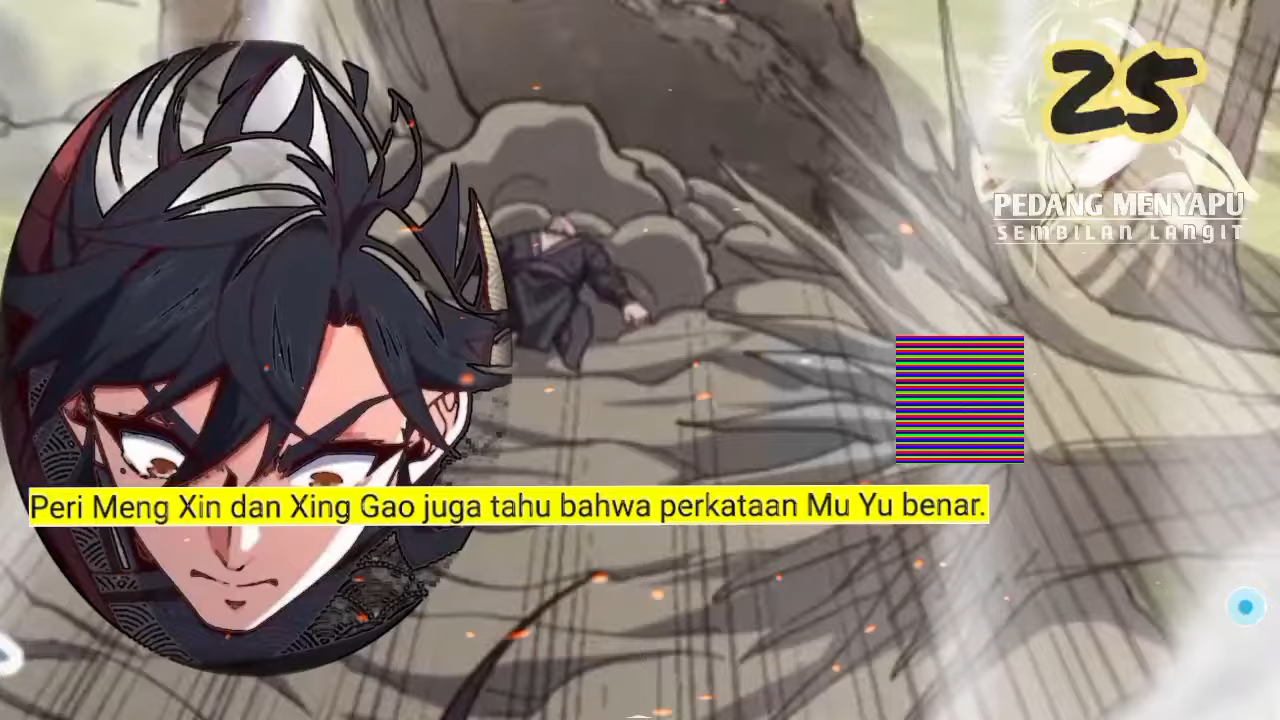 25
PEDANG MENYAPU
SEMBILAN LANGIT
Peri Meng Xin dan Xing Gao juga tahu bahwa perkataan Mu Yu benar.